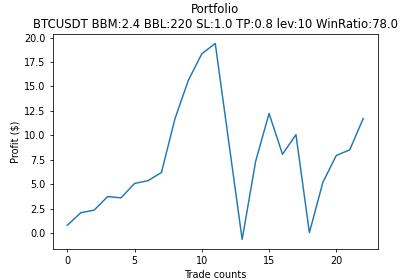 Portfolio
BTCUSDT BBM:2.4 BBL:220 SL:1.0 TP:0.8 lev:10 WinRatio:78.0
20.0
17.5
15.0
12.5
10.0
7.5
5.0
2.5
0.0
Profit ($)
0 5 10 15 20
Trade counts